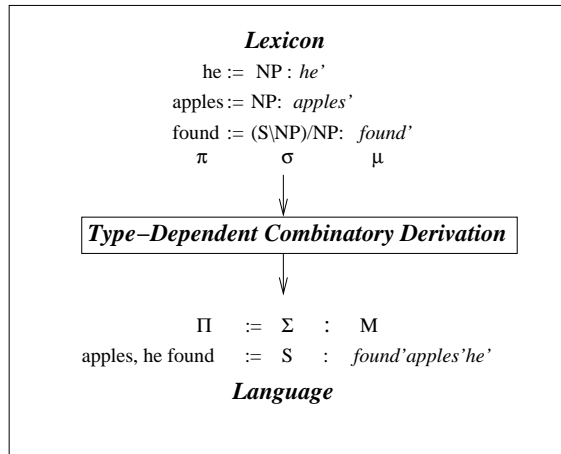 Lexicon
he := NP : he'
apples := NP: apples'
found := (S\NP)/NP: found'
π σ μ
Type–Dependent Combinatory Derivation
Π := Σ : M
apples, he found := S : found'apples'he'
Language